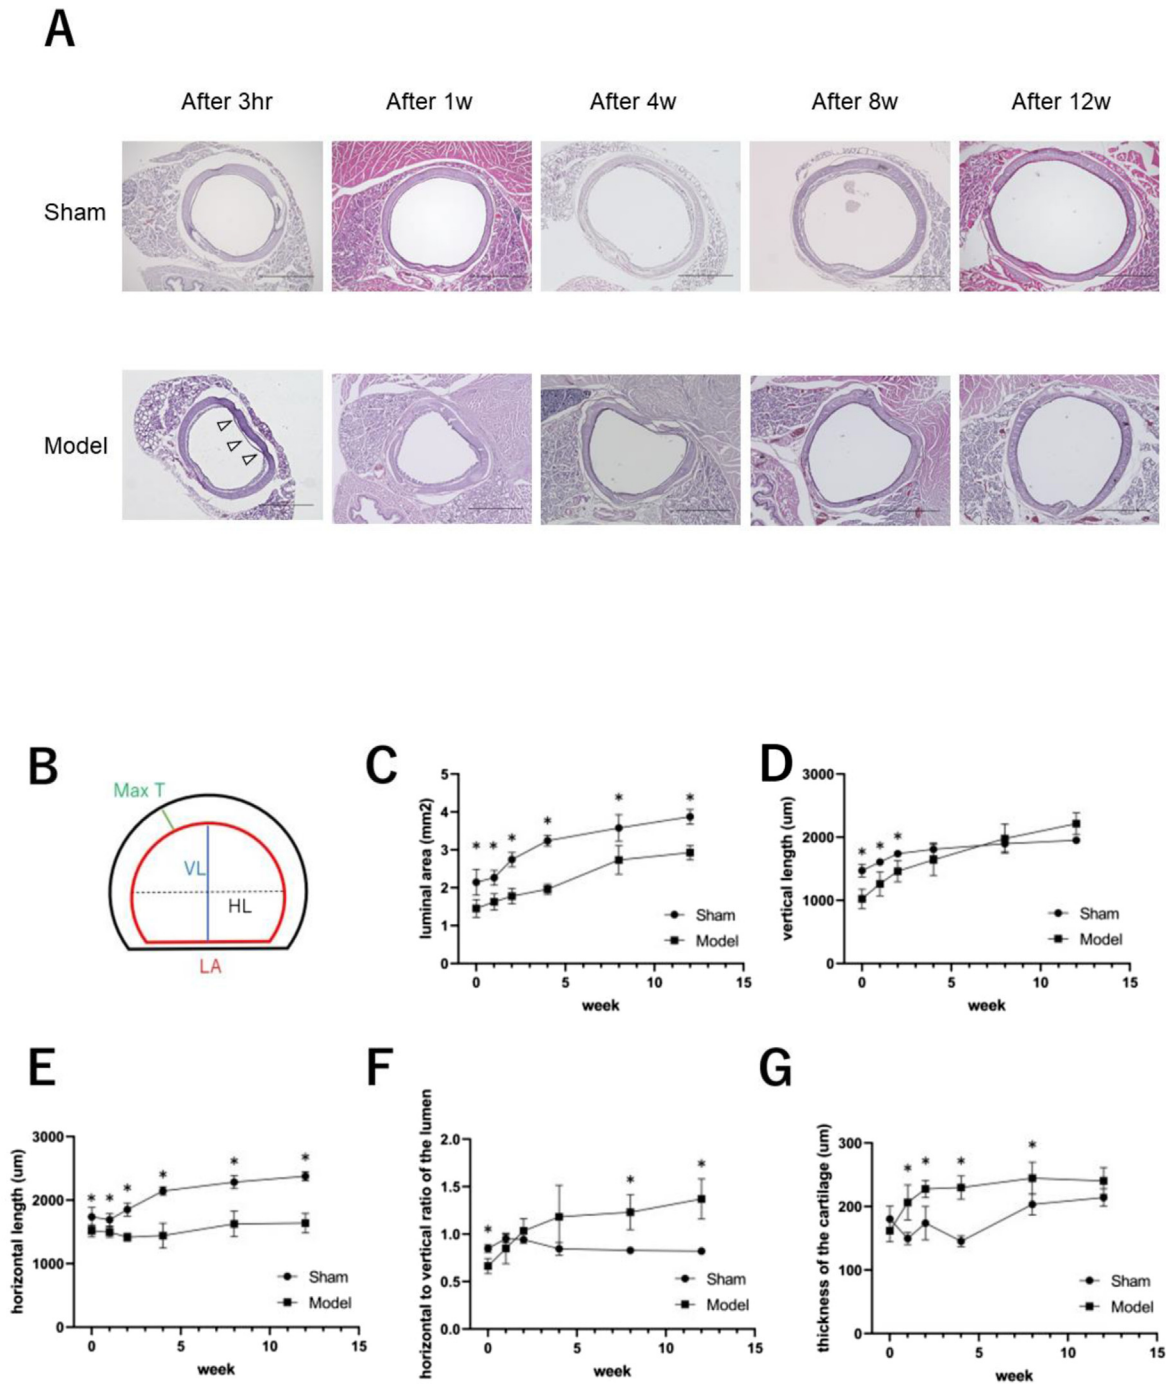 A
After 3hr After 1w After 4w After 8w After 12w
Sham
Model
B
Max T
VL
HL
LA
C
luminal area (mm2)
5
4
3
2
1
0
* * * * * *
Sham
Model
0 5 10 15
week
D
vertical length (um)
3000
2000
1000
0
* * *
Sham
Model
0 5 10 15
week
E
horizontal length (um)
3000
2000
1000
0
* * * * * *
Sham
Model
0 5 10 15
week
F
horizontal to vertical ratio of the lumen
2.0
1.5
1.0
0.5
0.0
* * *
Sham
Model
0 5 10 15
week
G
thickness of the cartilage (um)
300
200
100
0
* * * *
Sham
Model
0 5 10 15
week